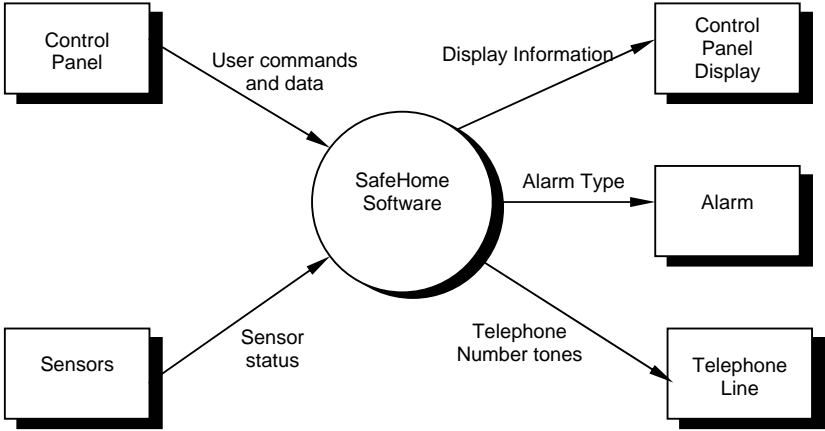 Control
Panel
User commands
and data
Display Information
Control
Panel
Display
SafeHome
Software
Alarm Type
Alarm
Sensors
Sensor
status
Telephone
Number tones
Telephone
Line